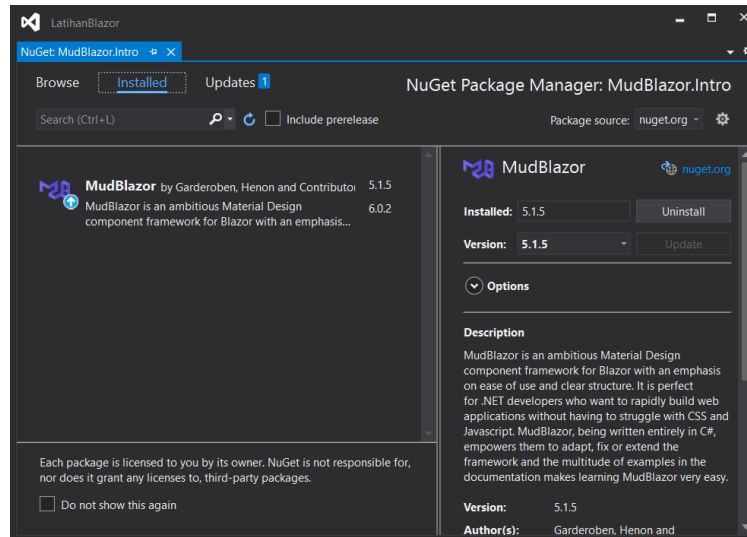 LatihanBlazor
NuGet: MudBlazor.Intro
Browse Installed Updates 1
NuGet Package Manager: MudBlazor.Intro
Search (Ctrl+L)
Include prerelease
Package source: nuget.org
MudBlazor by Garderoben, Henon and Contributor 5.1.5
MudBlazor is an ambitious Material Design 6.0.2
component framework for Blazor with an emphasis...
Each package is licensed to you by its owner. NuGet is not responsible for,
nor does it grant any licenses to, third-party packages.
Do not show this again
MudBlazor nuget.org
Installed: 5.1.5 Uninstall
Version: 5.1.5 Update
Options
Description
MudBlazor is an ambitious Material Design
component framework for Blazor with an emphasis
on ease of use and clear structure. It is perfect
for .NET developers who want to rapidly build web
applications without having to struggle with CSS and
Javascript. MudBlazor, being written entirely in C#,
empowers them to adapt, fix or extend the
framework and the multitude of examples in the
documentation makes learning MudBlazor very easy.
Version: 5.1.5
Author(s): Garderoben, Henon and